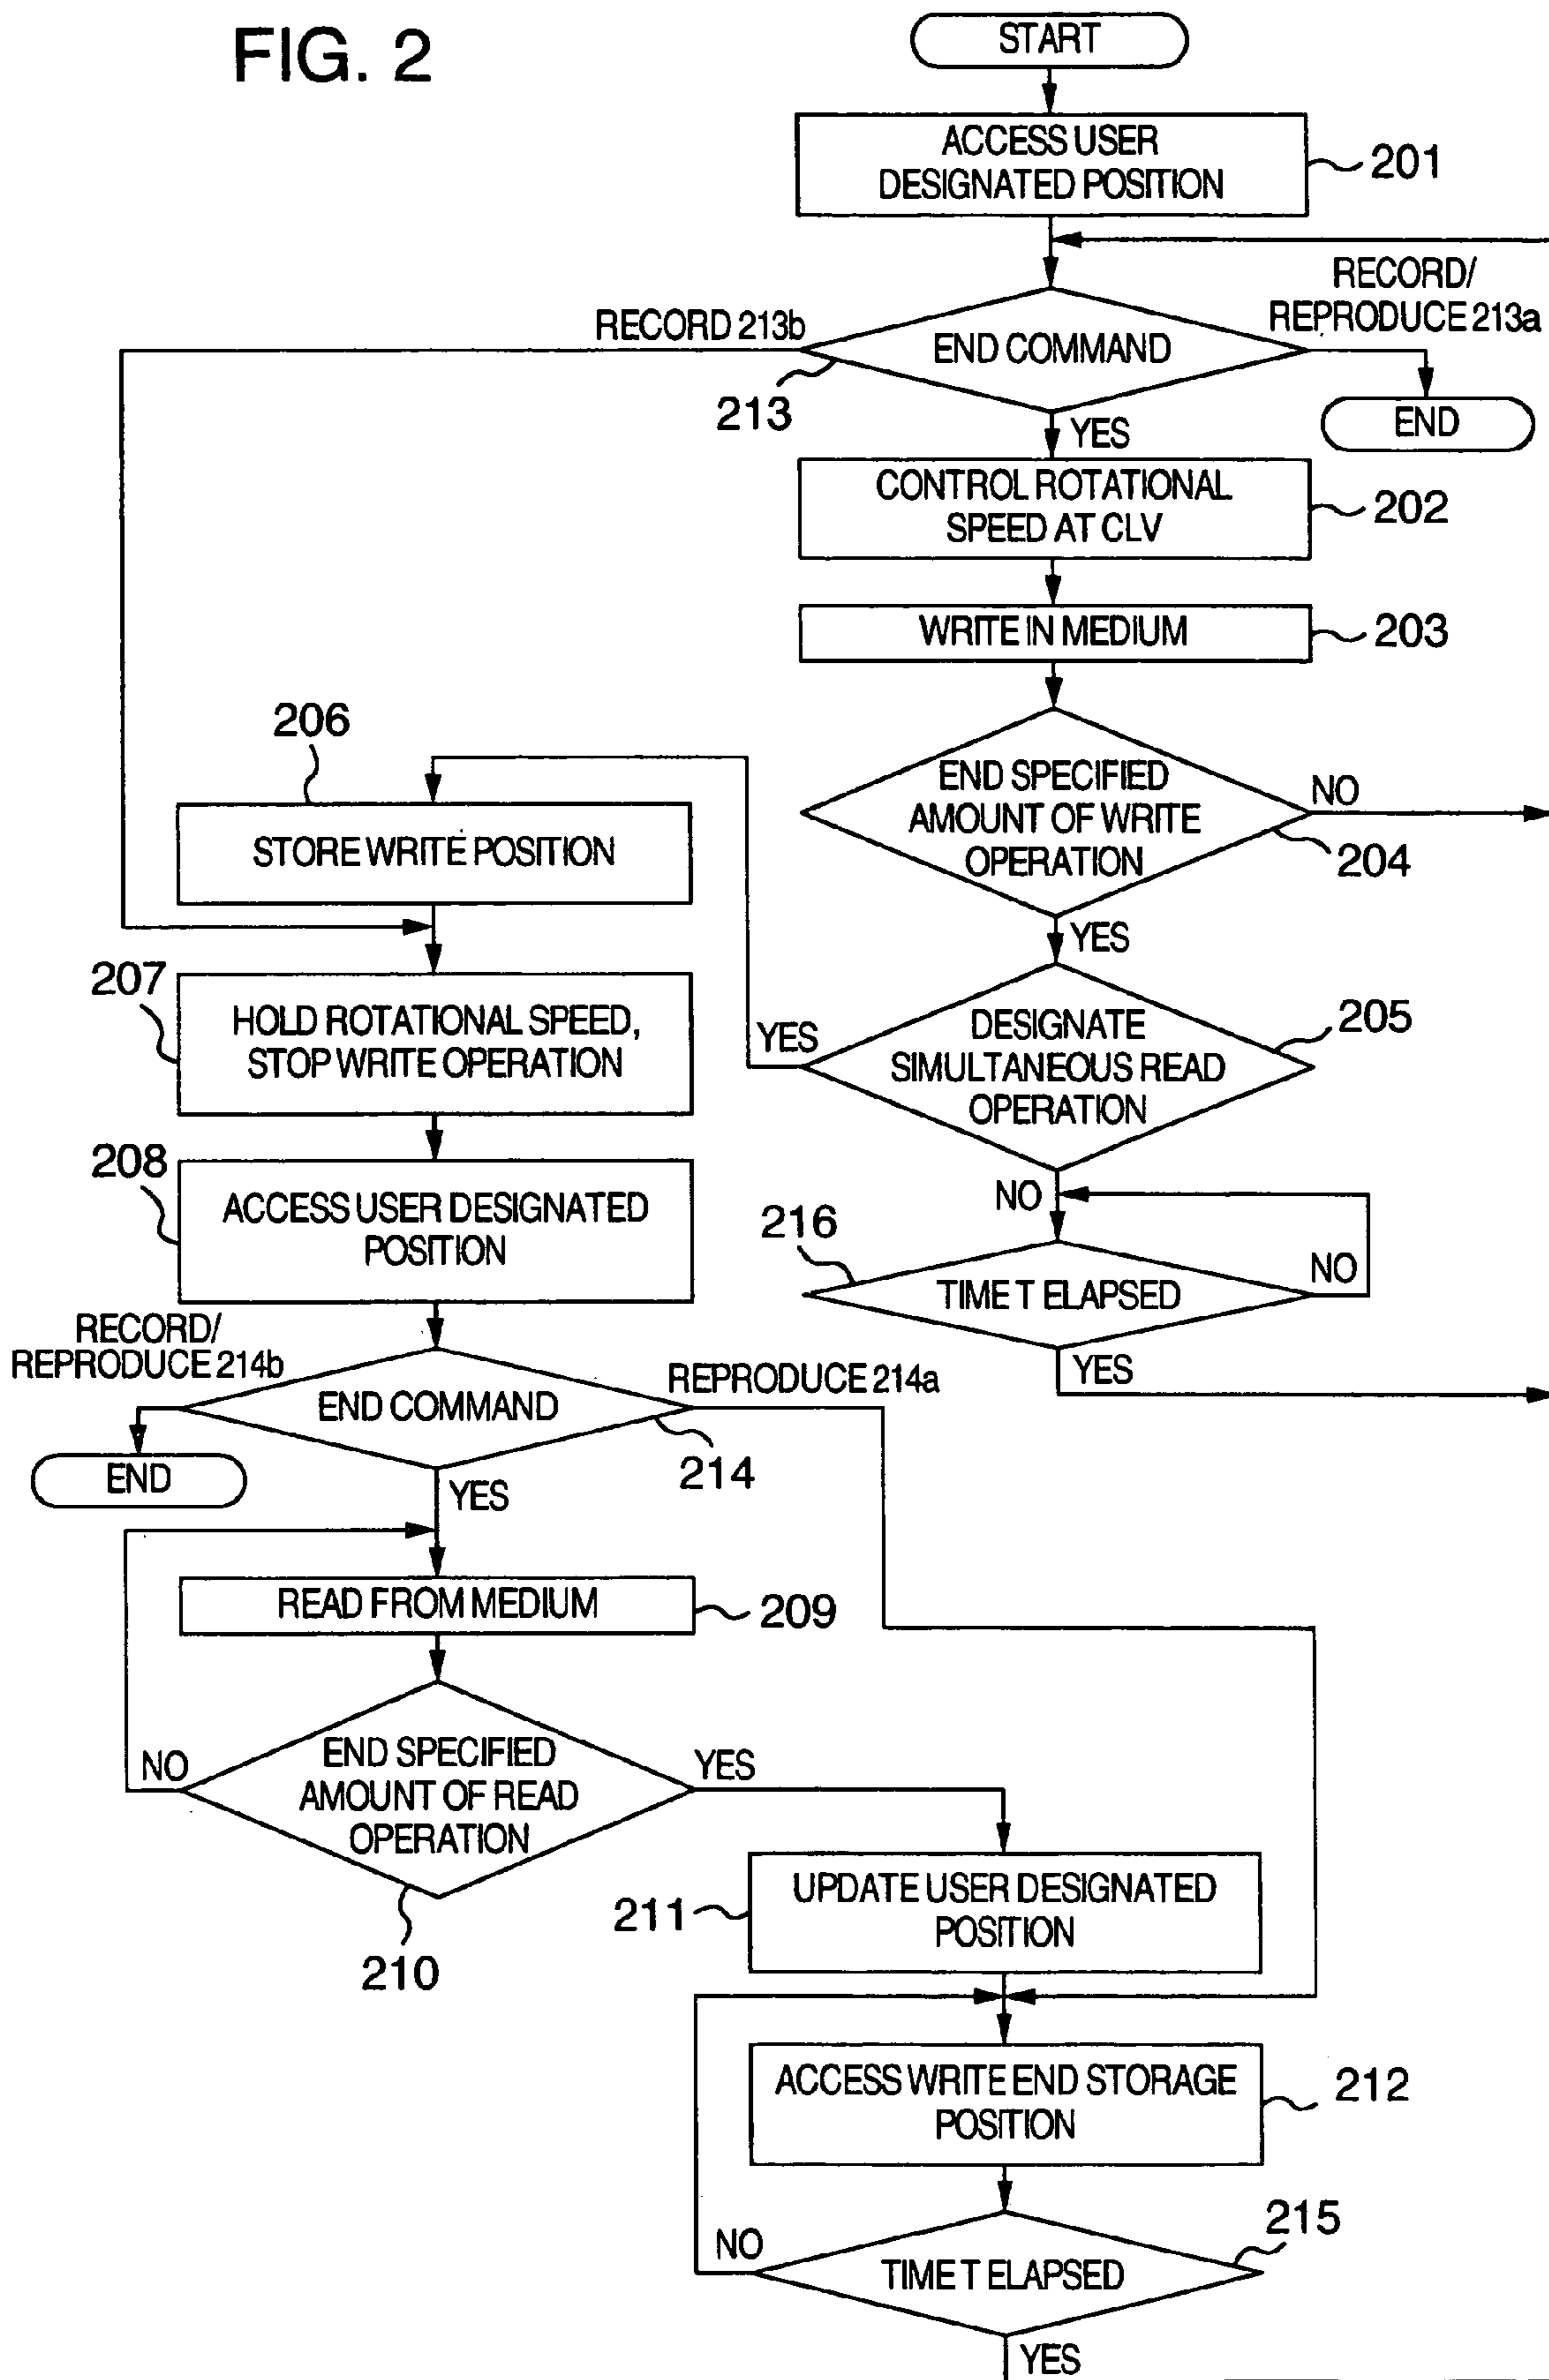 FIG. 2
START
ACCESS USER
DESIGNATED POSITION
201
RECORD/
REPRODUCE 213a
RECORD 213b
END COMMAND
213
END
YES
CONTROL ROTATIONAL
SPEED AT CLV
202
WRITE IN MEDIUM
203
206
END SPECIFIED
AMOUNT OF WRITE
OPERATION
NO
204
STORE WRITE POSITION
YES
207
HOLD ROTATIONAL SPEED,
STOP WRITE OPERATION
YES
DESIGNATE
SIMULTANEOUS READ
OPERATION
205
208
ACCESS USER DESIGNATED
POSITION
NO
216
TIME T ELAPSED
NO
YES
RECORD/
REPRODUCE 214b
REPRODUCE 214a
END COMMAND
214
END
YES
READ FROM MEDIUM
209
NO
END SPECIFIED
AMOUNT OF READ
OPERATION
YES
210
211
UPDATE USER DESIGNATED
POSITION
ACCESS WRITE END STORAGE
POSITION
212
215
NO
TIME T ELAPSED
YES